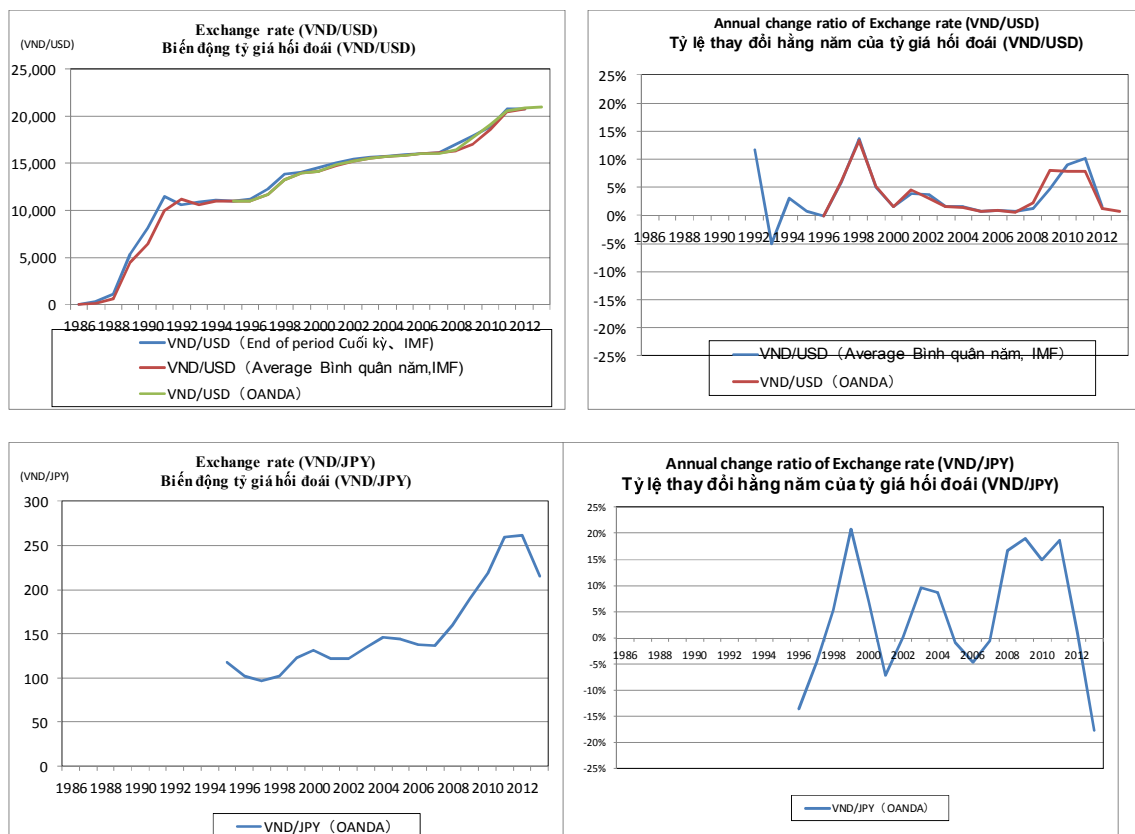 Exchange rate (VND/USD)
Biến động tỷ giá hối đoái (VND/USD)
(VND/USD)
25,000
20,000
15,000
10,000
5,000
0
1986 1988 1990 1992 1994 1996 1998 2000 2002 2004 2006 2008 2010 2012
VND/USD（End of period Cuối kỳ、IMF)
VND/USD（Average Bình quân năm,IMF)
VND/USD（OANDA）
Annual change ratio of Exchange rate (VND/USD)
Tỷ lệ thay đổi hằng năm của tỷ giá hối đoái (VND/USD)
25%
20%
15%
10%
5%
0%
1986 1988 1990 1992 1994 1996 1998 2000 2002 2004 2006 2008 2010 2012
-5%
-10%
-15%
-20%
-25%
VND/USD（Average Bình quân năm, IMF）
VND/USD（OANDA）
Exchange rate (VND/JPY)
Biến động tỷ giá hối đoái (VND/JPY)
(VND/JPY)
300
250
200
150
100
50
0
1986 1988 1990 1992 1994 1996 1998 2000 2002 2004 2006 2008 2010 2012
VND/JPY（OANDA）
Annual change ratio of Exchange rate (VND/JPY)
Tỷ lệ thay đổi hằng năm của tỷ giá hối đoái (VND/JPY)
25%
20%
15%
10%
5%
0%
1986 1988 1990 1992 1994 1996 1998 2000 2002 2004 2006 2008 2010 2012
-5%
-10%
-15%
-20%
-25%
VND/JPY（OANDA）